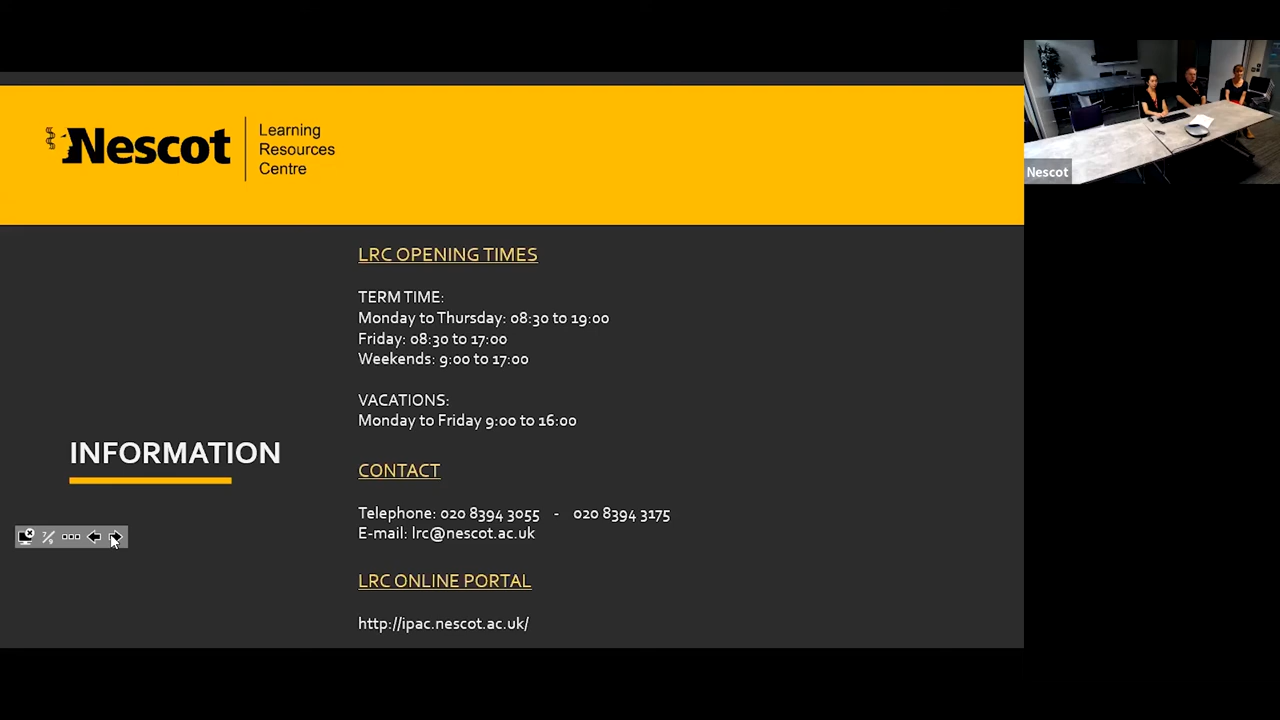 Nescot
Learning
Resources
Centre
Nescot
LRC OPENING TIMES
TERM TIME:
Monday to Thursday: 08:30 to 19:00
Friday: 08:30 to 17:00
Weekends: 9:00 to 17:00
VACATIONS:
Monday to Friday 9:00 to 16:00
INFORMATION
CONTACT
Telephone: 020 8394 3055 - 020 8394 3175
E-mail: lrc@nescot.ac.uk
LRC ONLINE PORTAL
http://ipac.nescot.ac.uk/